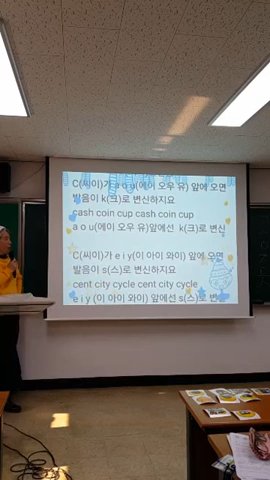 C(씨이)가 a o u(에이 오우 유) 앞에 오면
발음이 k(크)로 변신하지요
cash coin cup cash coin cup
a o u(에이 오우 유)앞에선 k(크)로 변신
C(씨이)가 e i y(이 아이 와이) 앞에 오면
발음이 s(스)로 변신하지요
cent city cycle cent city cycle
e i y (이 아이 와이) 앞에선 s(스)로 변신